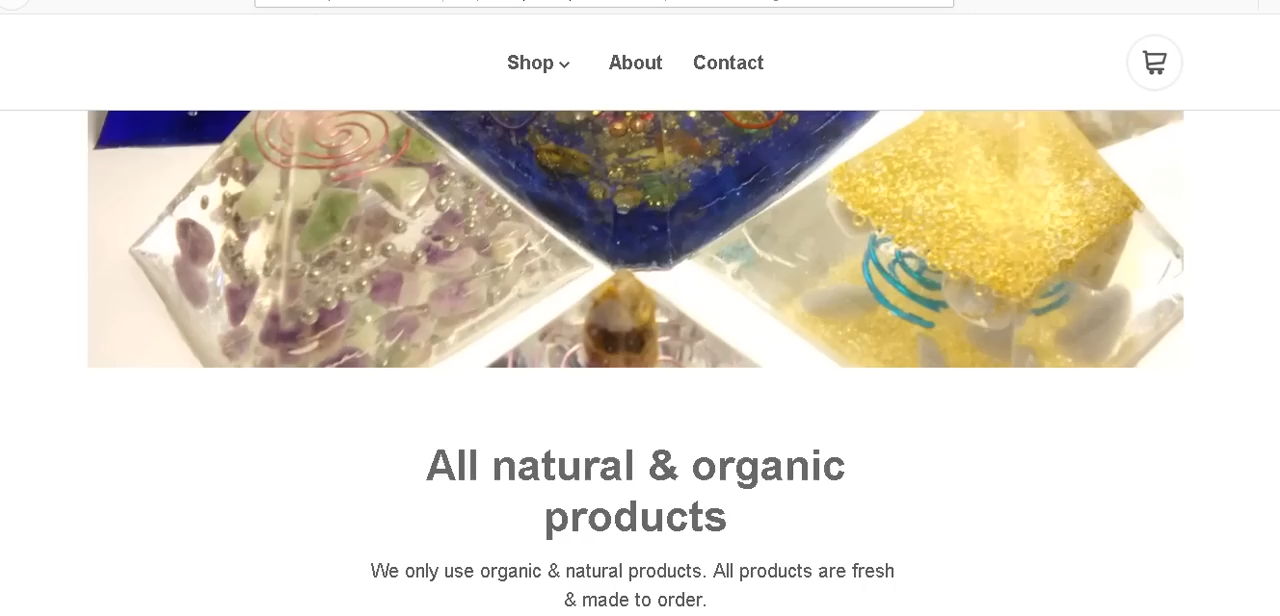 Shop About Contact
All natural & organic
products
We only use organic & natural products. All products are fresh
& made to order.